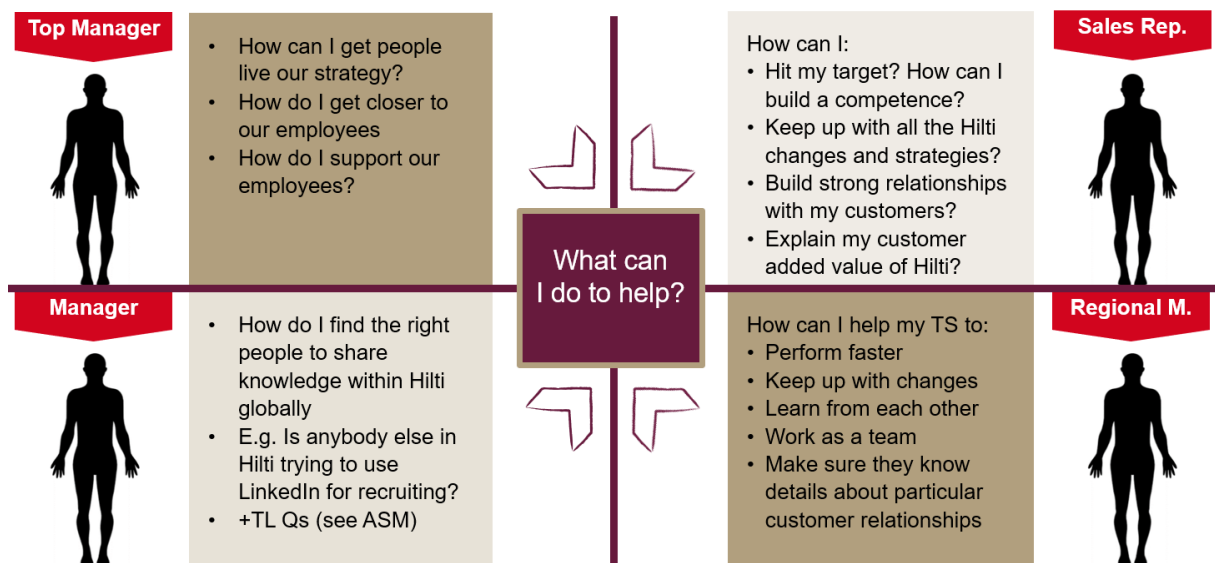 Top Manager
• How can I get people
live our strategy?
• How do I get closer to
our employees
• How do I support our
employees?
Sales Rep.
How can I:
• Hit my target? How can I
build a competence?
• Keep up with all the Hilti
changes and strategies?
• Build strong relationships
with my customers?
• Explain my customer
added value of Hilti?
What can
I do to help?
Manager
• How do I find the right
people to share
knowledge within Hilti
globally
• E.g. Is anybody else in
Hilti trying to use
LinkedIn for recruiting?
• +TL Qs (see ASM)
Regional M.
How can I help my TS to:
• Perform faster
• Keep up with changes
• Learn from each other
• Work as a team
• Make sure they know
details about particular
customer relationships